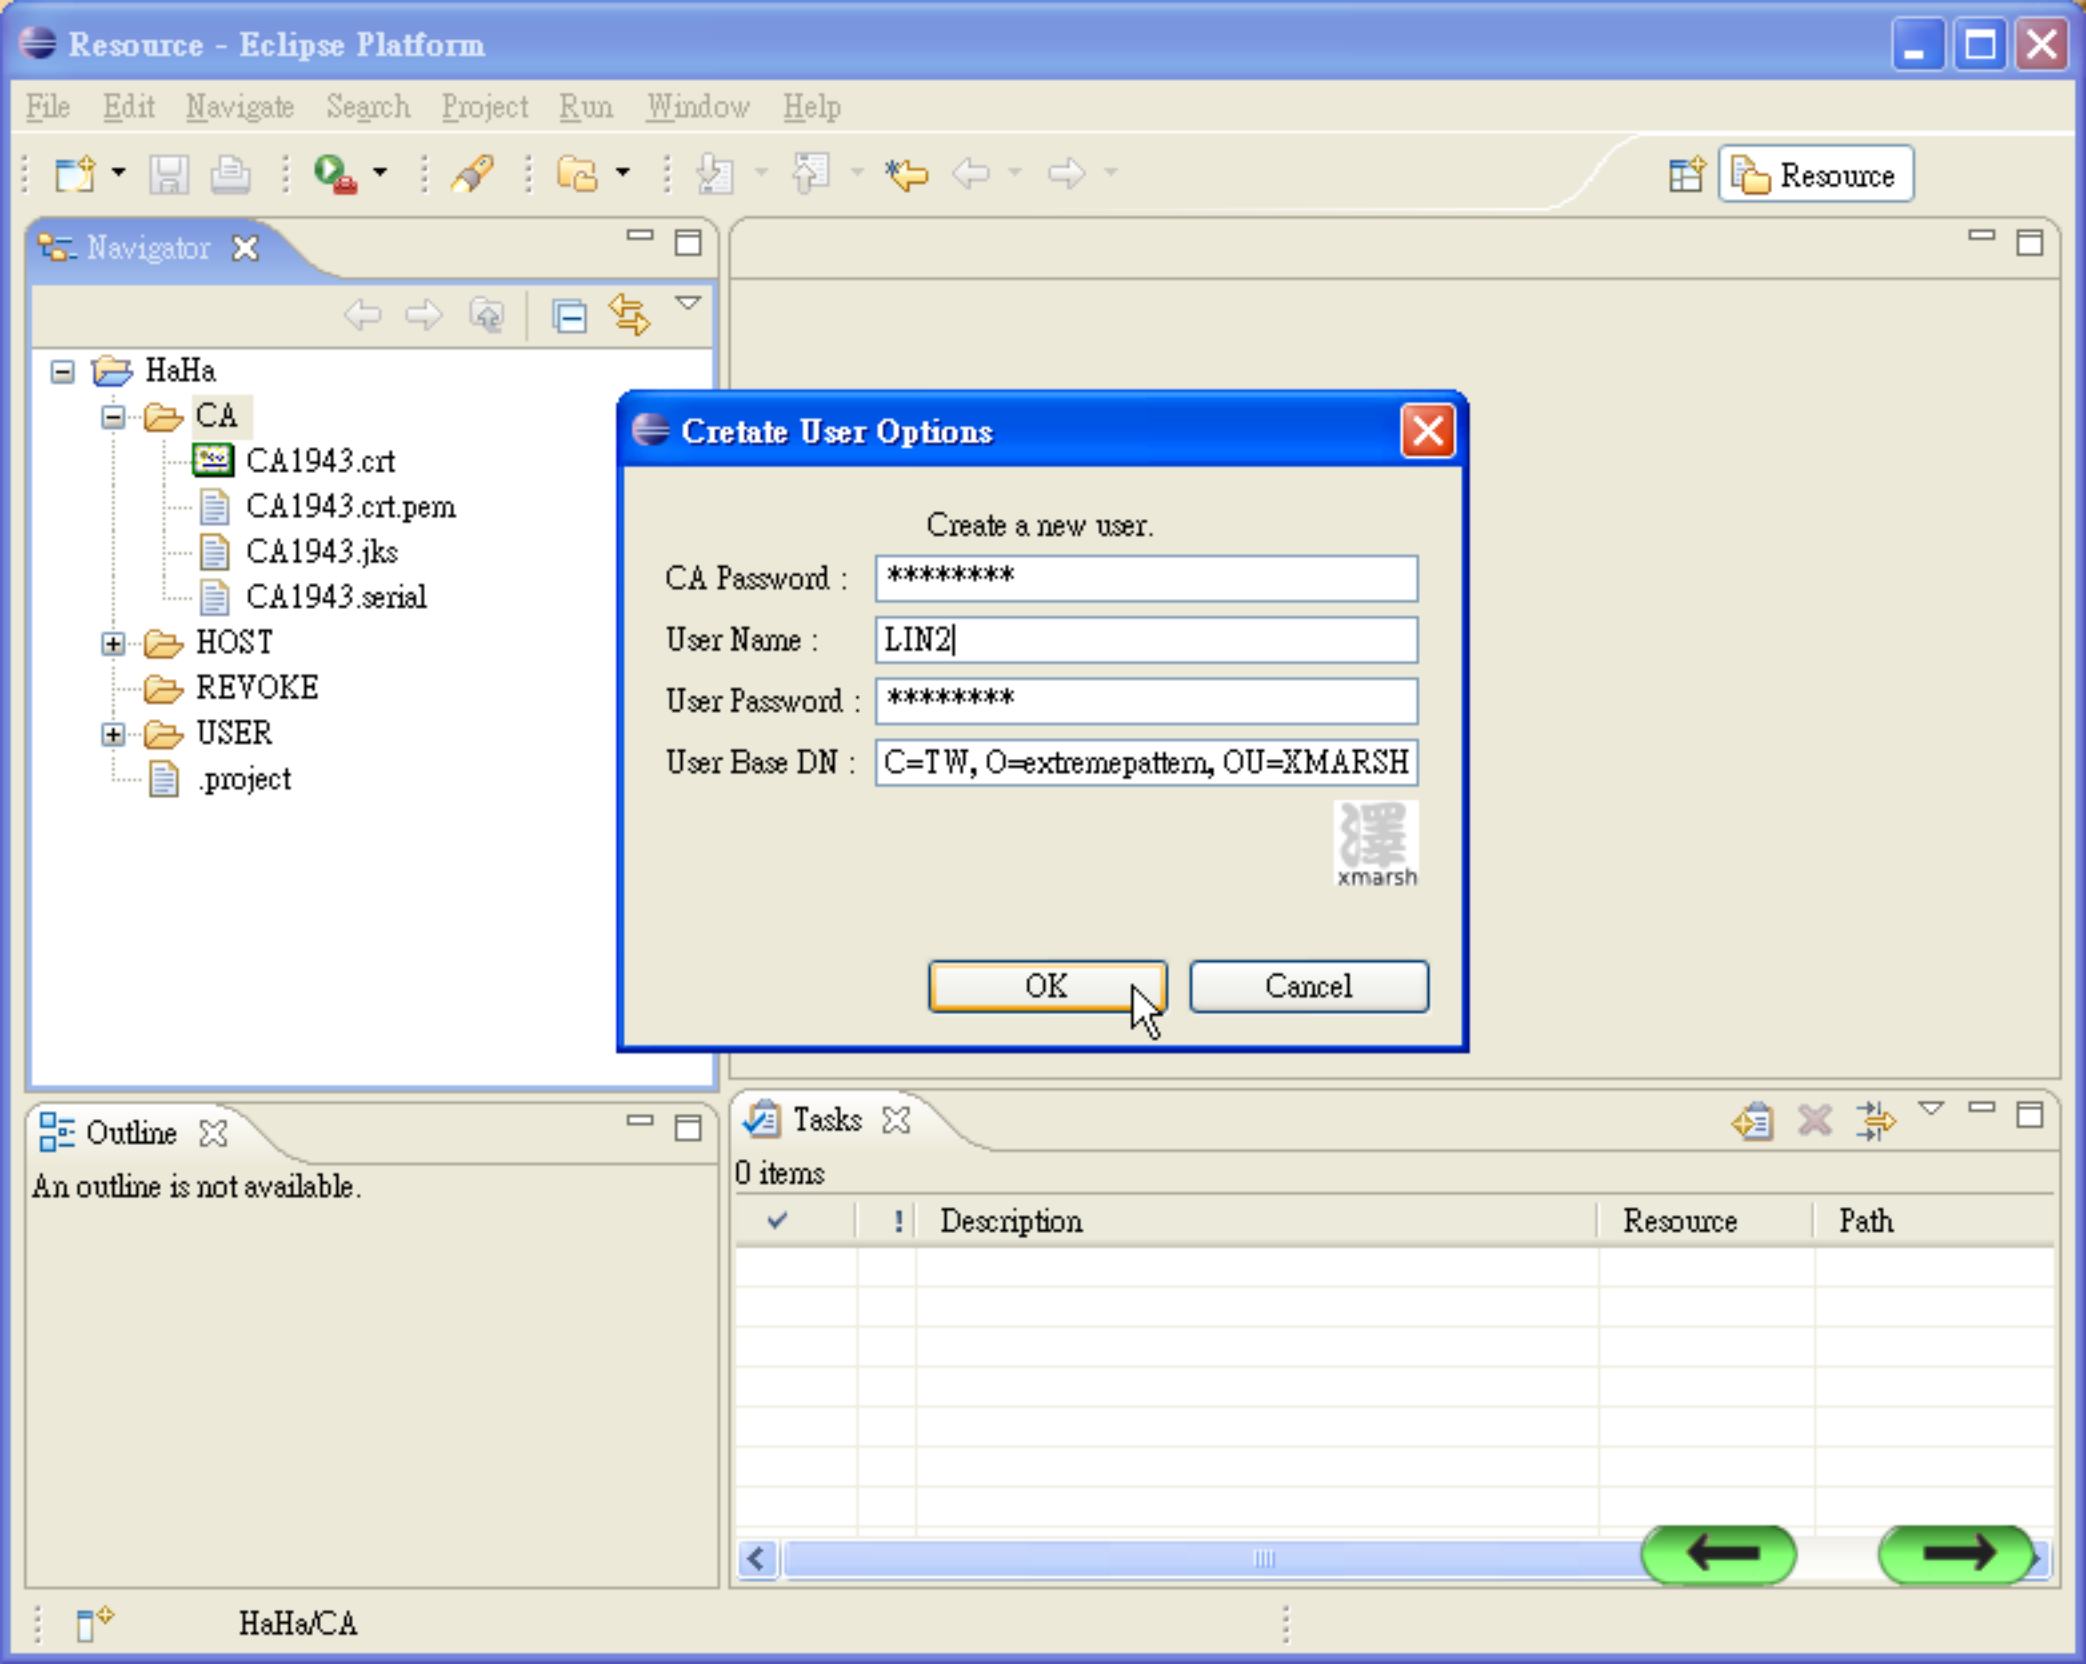 Resource - Eclipse Platform
File Edit Navigate Search Project Run Window Help
Resource
Navigator
HaHa
CA
CA1943.crt
CA1943.crt.pem
CA1943.jks
CA1943.serial
HOST
REVOKE
USER
.project
Cretate User Options
Create a new user.
CA Password : ********
User Name : LIN2
User Password : ********
User Base DN : C=TW, O=extremepattern, OU=XMARSH
澤
xmarsh
OK Cancel
Outline
An outline is not available.
Tasks
0 items
! Description Resource Path
HaHa/CA